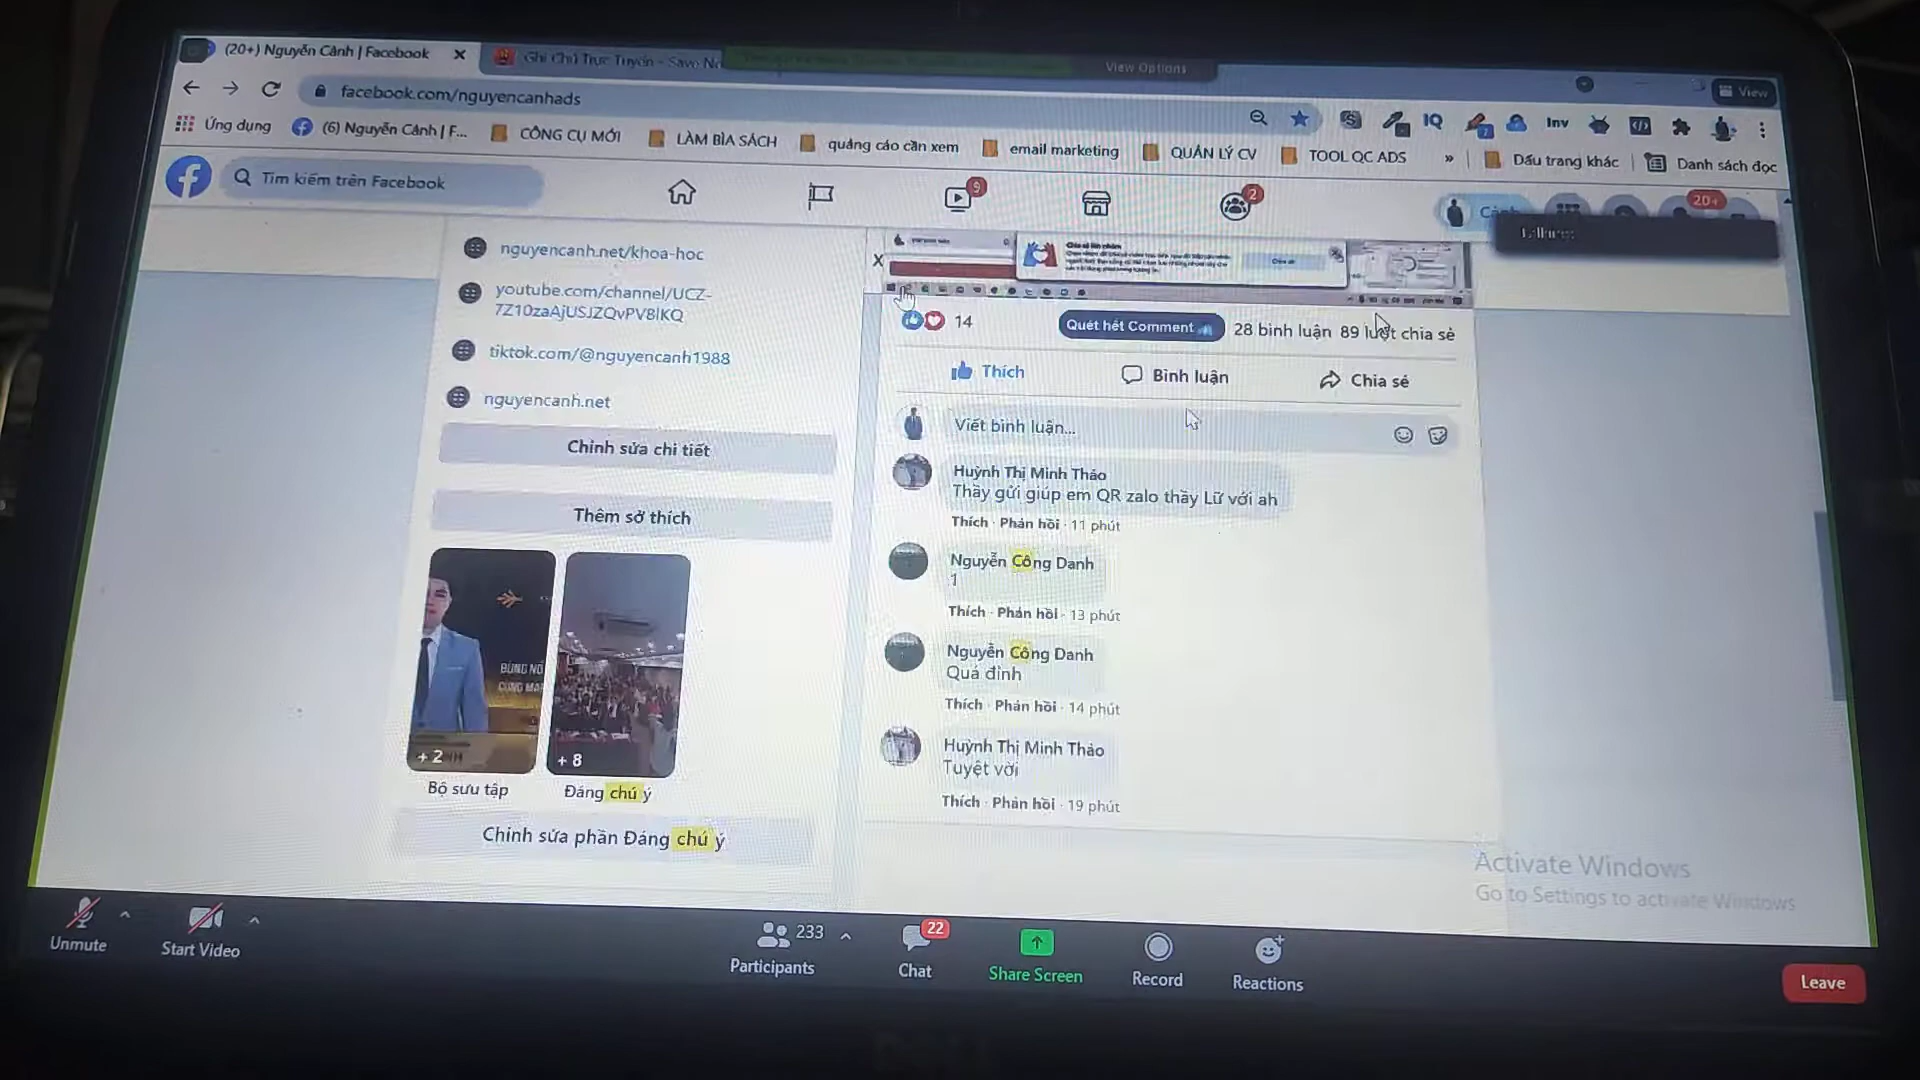 (20+) Nguyễn Cảnh | Facebook
Ghi Chú Trực Tuyến - Save No
View Options
View
facebook.com/nguyencanhads
IQ
Inv
Ứng dụng
(6) Nguyễn Cảnh | F...
CÔNG CỤ MỚI
LÀM BÌA SÁCH
quảng cáo cần xem
email marketing
QUẢN LÝ CV
TOOL QC ADS
»
Dấu trang khác
Danh sách đọc
Tìm kiếm trên Facebook
9
2
Cảnh
20+
nguyencanh.net/khoa-hoc
youtube.com/channel/UCZ-
7Z10zaAjUSJZQvPV8lKQ
tiktok.com/@nguyencanh1988
nguyencanh.net
Chỉnh sửa chi tiết
Thêm sở thích
BÙNG NỔ
CÙNG MAR
+ 2
+ 8
Bộ sưu tập
Đáng chú ý
Chỉnh sửa phần Đáng chú ý
X
14
Quét hết Comment
28 bình luận 89 lượt chia sẻ
Thích
Bình luận
Chia sẻ
Viết bình luận...
Huỳnh Thị Minh Thảo
Thầy gửi giúp em QR zalo thầy Lữ với ah
Thích · Phản hồi · 11 phút
Nguyễn Công Danh
1
Thích · Phản hồi · 13 phút
Nguyễn Công Danh
Quá đỉnh
Thích · Phản hồi · 14 phút
Huỳnh Thị Minh Thảo
Tuyệt vời
Thích · Phản hồi · 19 phút
Activate Windows
Go to Settings to activate Windows
Unmute
Start Video
233
Participants
22
Chat
Share Screen
Record
Reactions
Leave